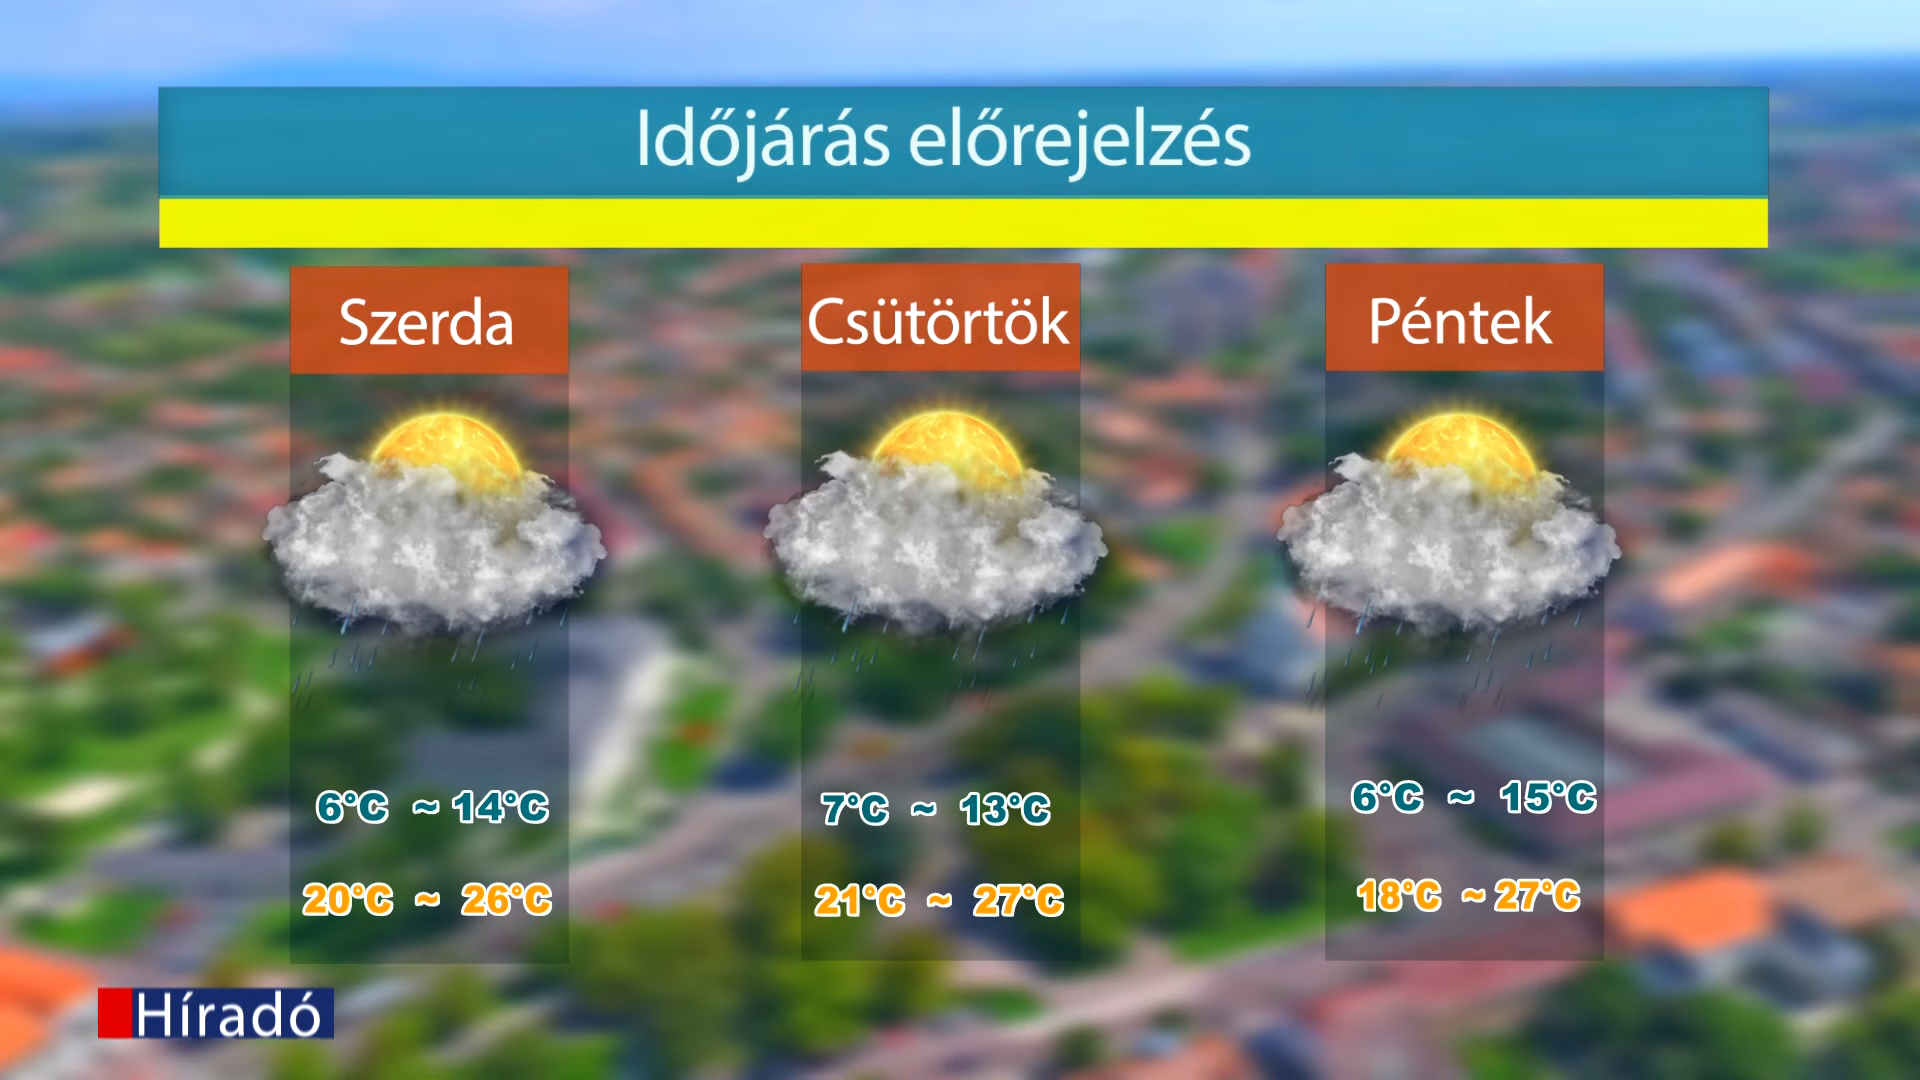 Időjárás előrejelzés
Szerda
Csütörtök
Péntek
6°C ~ 14°C
7°C ~ 13°C
6°C ~ 15°C
20°C ~ 26°C
21°C ~ 27°C
18°C ~ 27°C
Híradó